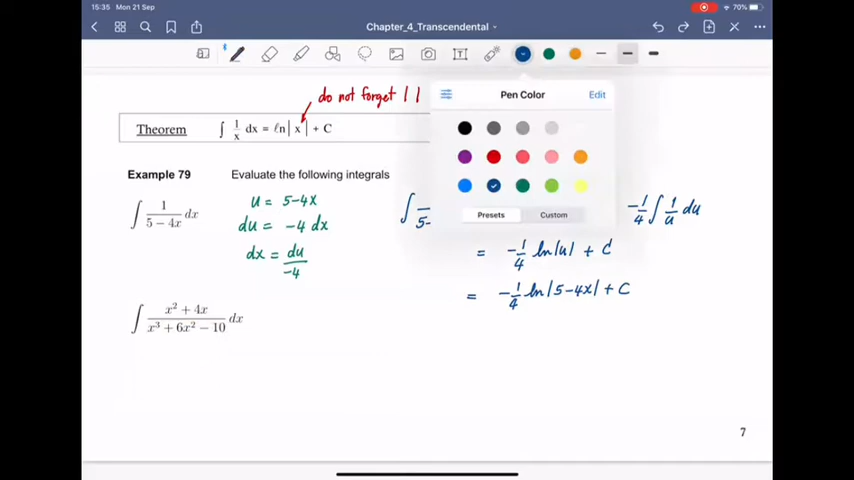 15:35 Mon 21 Sep
70%
Chapter_4_Transcendental
do not forget | |
Pen Color
Edit
Theorem ∫ 1/x dx = ℓn|x| + C
Example 79 Evaluate the following integrals
∫ 1/(5 − 4x) dx
u = 5-4x
du = -4 dx
dx = du/-4
∫ 5-
-1/4 ∫ 1/u du
Presets
Custom
= -1/4 ln|u| + C
= -1/4 ln|5-4x| + C
∫ (x² + 4x)/(x³ + 6x² − 10) dx
7